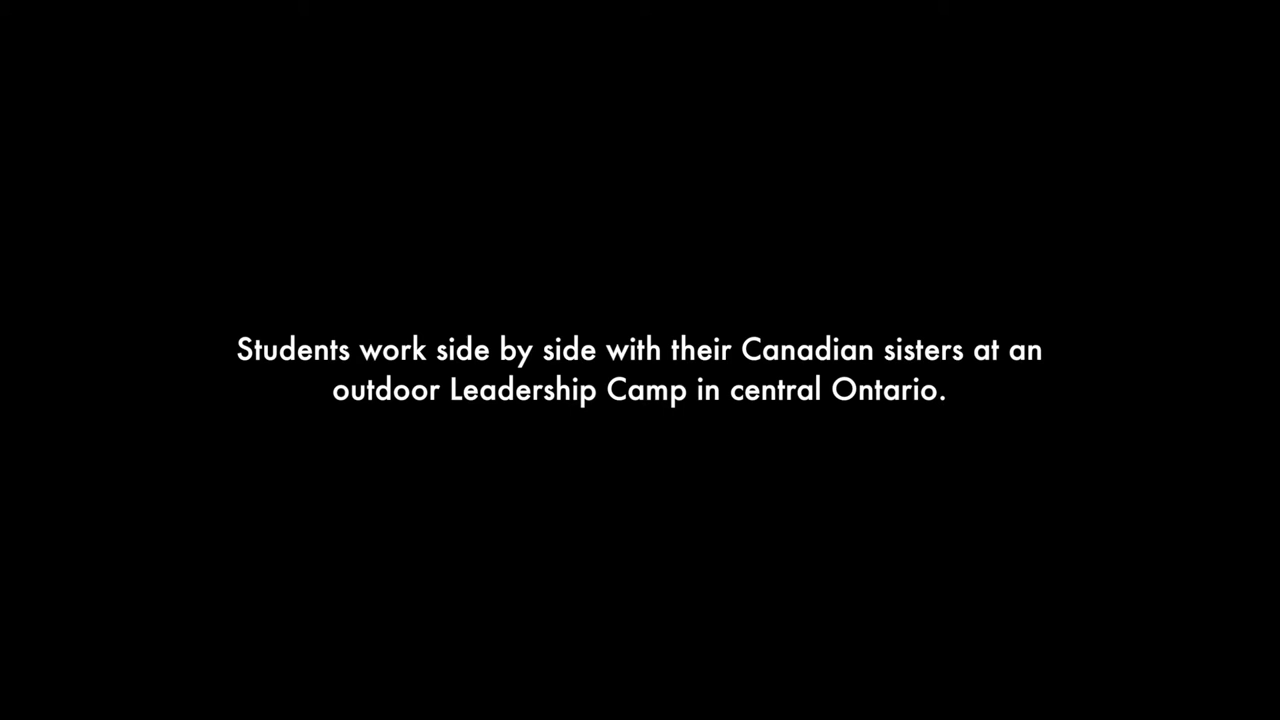 Students work side by side with their Canadian sisters at an
outdoor Leadership Camp in central Ontario.